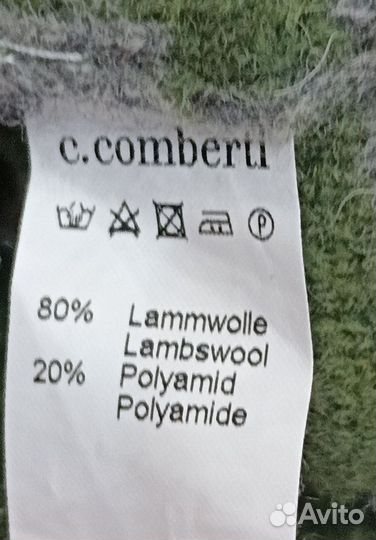 c.comberti
80% Lammwolle
Lambswool
20% Polyamid
Polyamide
Avito